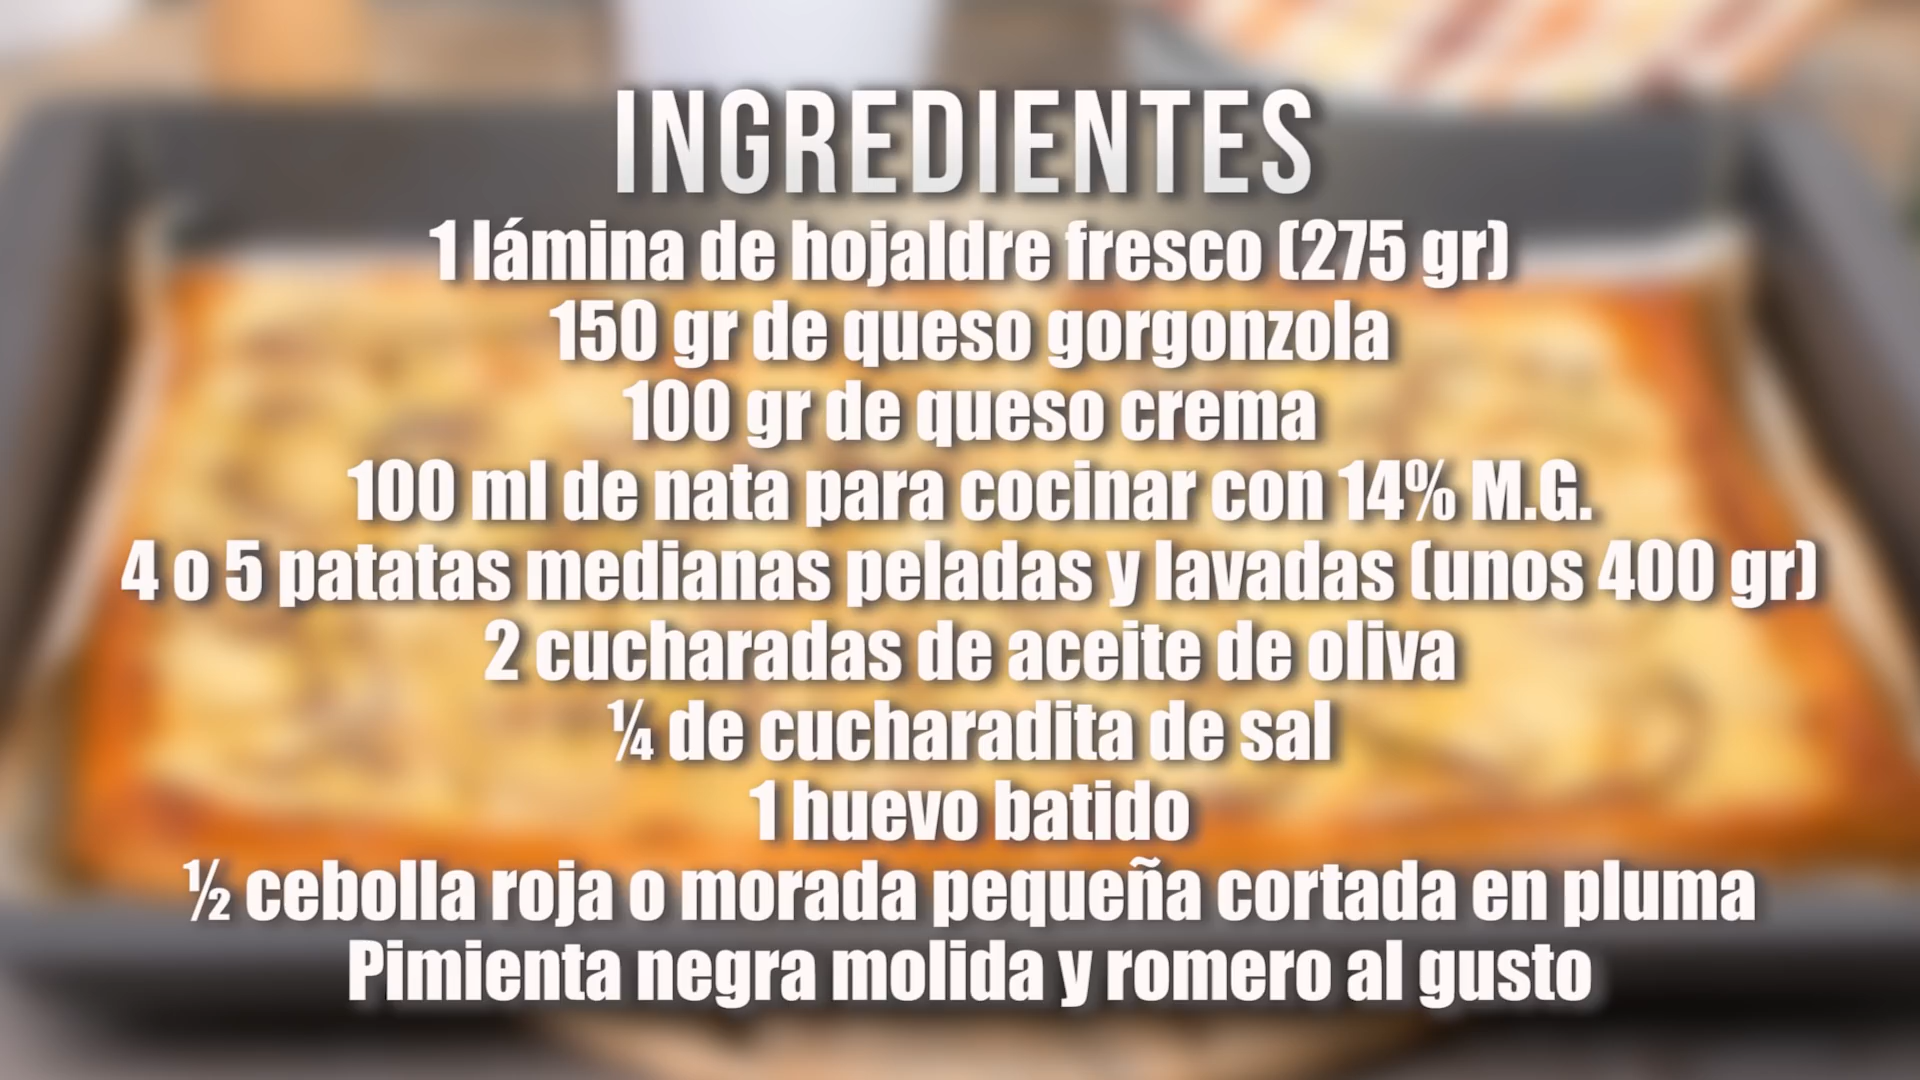 INGREDIENTES
1 lámina de hojaldre fresco (275 gr)
150 gr de queso gorgonzola
100 gr de queso crema
100 ml de nata para cocinar con 14% M.G.
4 o 5 patatas medianas peladas y lavadas (unos 400 gr)
2 cucharadas de aceite de oliva
¼ de cucharadita de sal
1 huevo batido
½ cebolla roja o morada pequeña cortada en pluma
Pimienta negra molida y romero al gusto